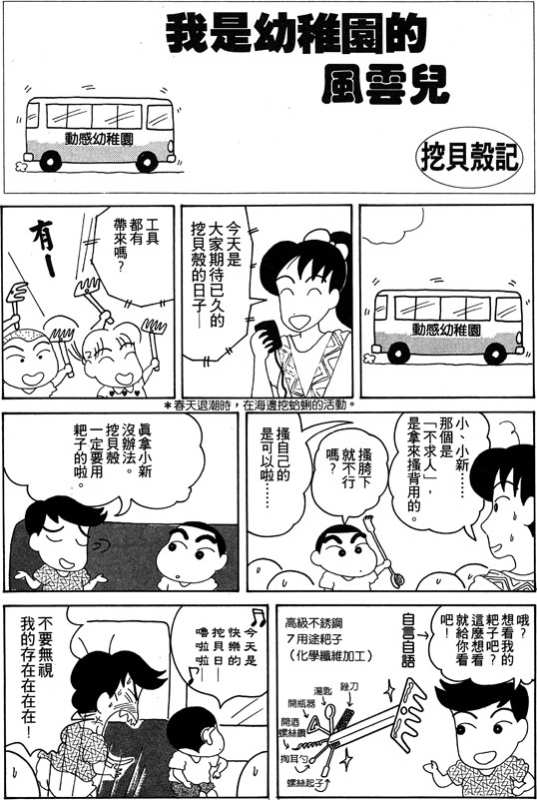 我是幼稚園的
風雲兒
動感幼稚園
挖貝殼記
動感幼稚園
今天是
大家期待已久的
挖貝殼的日子—
工具
都有
帶來嗎?
有—
＊春天退潮時，在海邊挖蛤蜊的活動。
小、小新……
那個是
「不求人」，
是拿來搔背用的。
搔胯下
就不行
嗎?
搔自己的
是可以啦……
真拿小新
沒辦法。
挖貝殼
一定要用
耙子的啦。
哦?
想看我的
耙子吧?
這麼想看
就給你看
吧!
自言自語
高級不銹鋼
7用途耙子
(化學纖維加工)
湯匙
銼刀
開瓶器
開酒
螺絲鑽
掏耳勺
螺絲起子
今天是
快樂的
挖貝日—
嚕啦啦—
不要無視
我的存在在在在!